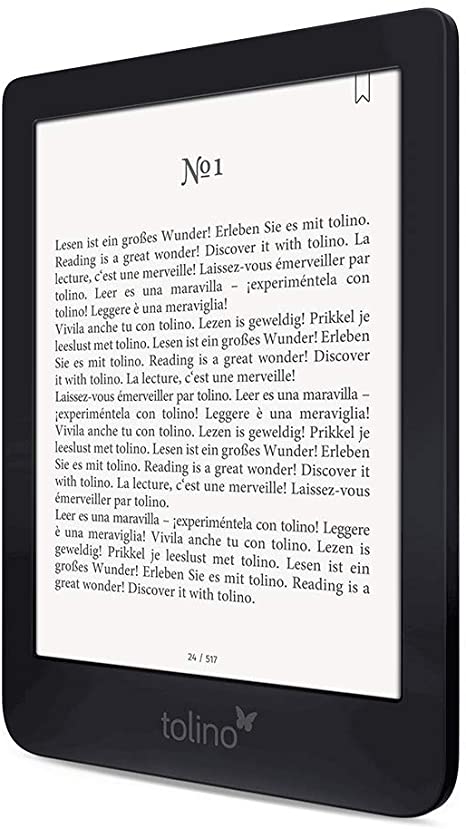 №1
Lesen ist ein großes Wunder! Erleben Sie es mit tolino.
Reading is a great wonder! Discover it with tolino. La
lecture, c'est une merveille! Laissez-vous émerveiller par
tolino. Leer es una maravilla – ¡experiméntela con
tolino! Leggere è una meraviglia!
Vivila anche tu con tolino. Lezen is geweldig! Prikkel je
leeslust met tolino. Lesen ist ein großes Wunder! Erleben
Sie es mit tolino. Reading is a great wonder! Discover
it with tolino. La lecture, c'est une merveille!
Laissez-vous émerveiller par tolino. Leer es una maravilla –
¡experiméntela con tolino! Leggere è una meraviglia!
Vivila anche tu con tolino. Lezen is geweldig! Prikkel je
leeslust met tolino. Lesen ist ein großes Wunder! Erleben
Sie es mit tolino. Reading is a great wonder! Discover it
with tolino. La lecture, c'est une merveille! Laissez-vous
émerveiller par tolino.
Leer es una maravilla – ¡experiméntela con tolino! Leggere
è una meraviglia! Vivila anche tu con tolino. Lezen is
geweldig! Prikkel je leeslust met tolino. Lesen ist ein
großes Wunder! Erleben Sie es mit tolino. Reading is a
great wonder! Discover it with tolino.
24 / 517
tolino